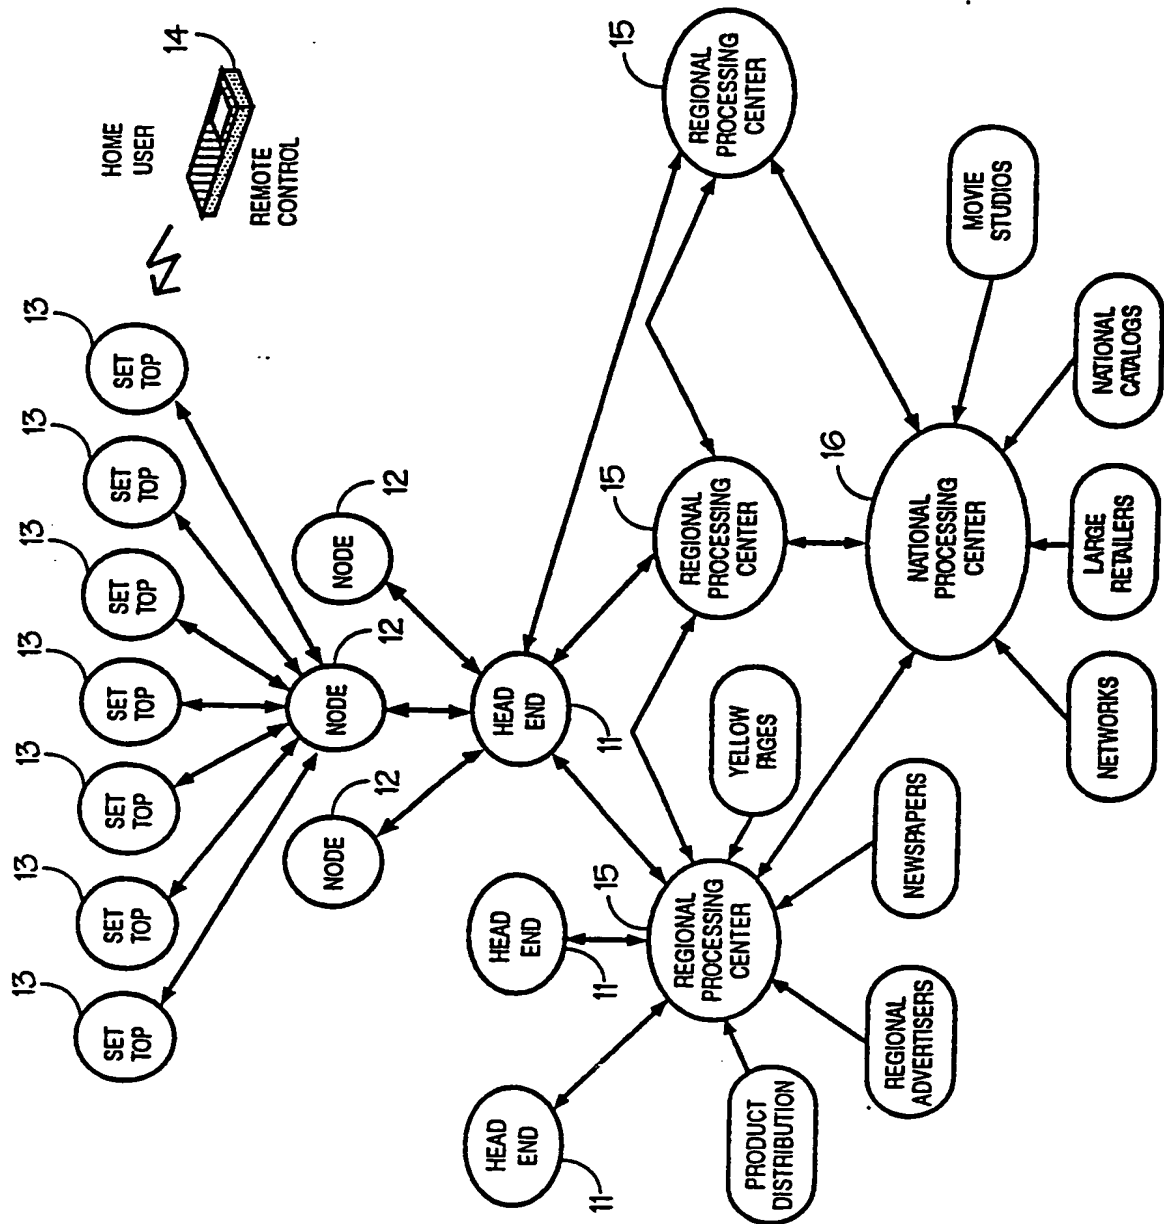 HOME
USER
14
REMOTE
CONTROL
13
SET
TOP
13
SET
TOP
13
SET
TOP
13
SET
TOP
13
SET
TOP
13
SET
TOP
13
SET
TOP
12
NODE
12
NODE
12
NODE
HEAD
END
11
HEAD
END
11
HEAD
END
11
15
REGIONAL
PROCESSING
CENTER
15
REGIONAL
PROCESSING
CENTER
15
REGIONAL
PROCESSING
CENTER
YELLOW
PAGES
NEWSPAPERS
REGIONAL
ADVERTISERS
PRODUCT
DISTRIBUTION
16
NATIONAL
PROCESSING
CENTER
MOVIE
STUDIOS
NATIONAL
CATALOGS
LARGE
RETAILERS
NETWORKS